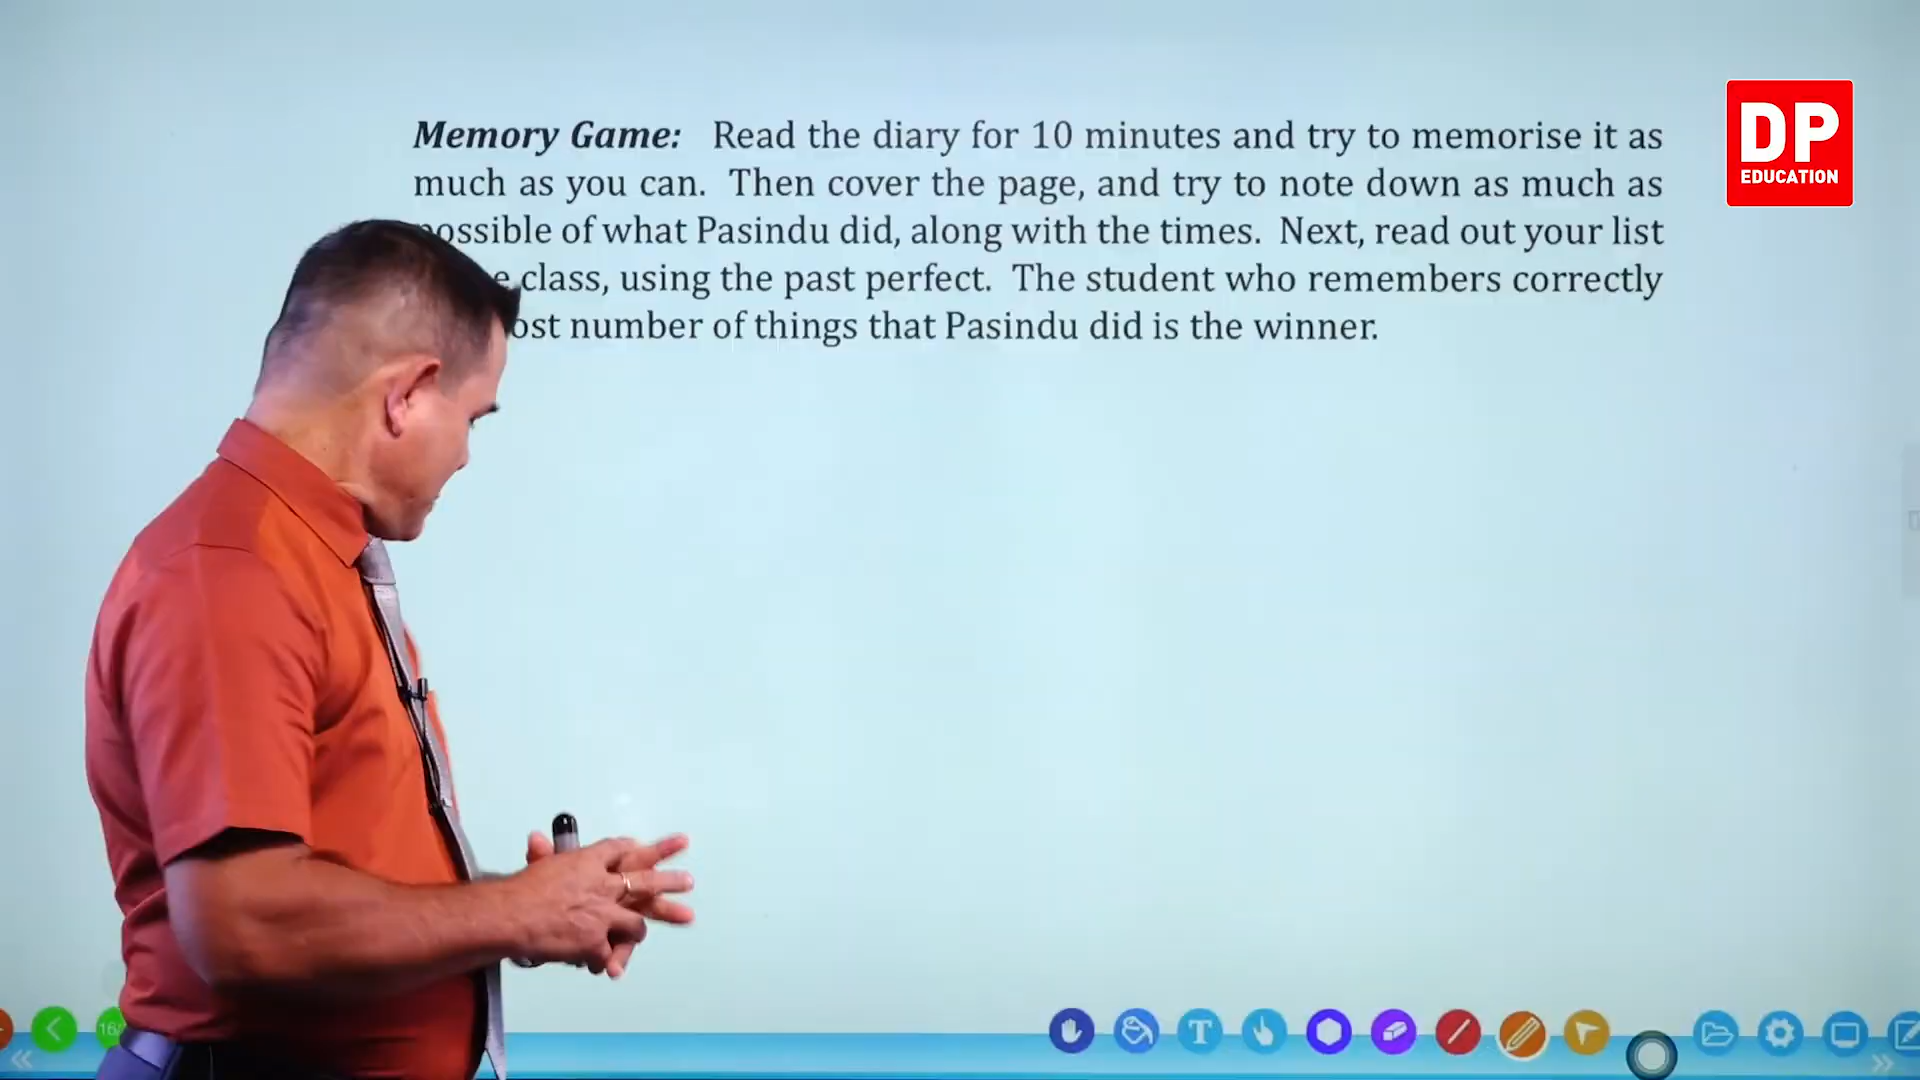 Memory Game: Read the diary for 10 minutes and try to memorise it as
much as you can. Then cover the page, and try to note down as much as
possible of what Pasindu did, along with the times. Next, read out your list
class, using the past perfect. The student who remembers correctly
number of things that Pasindu did is the winner.
DP
EDUCATION
T